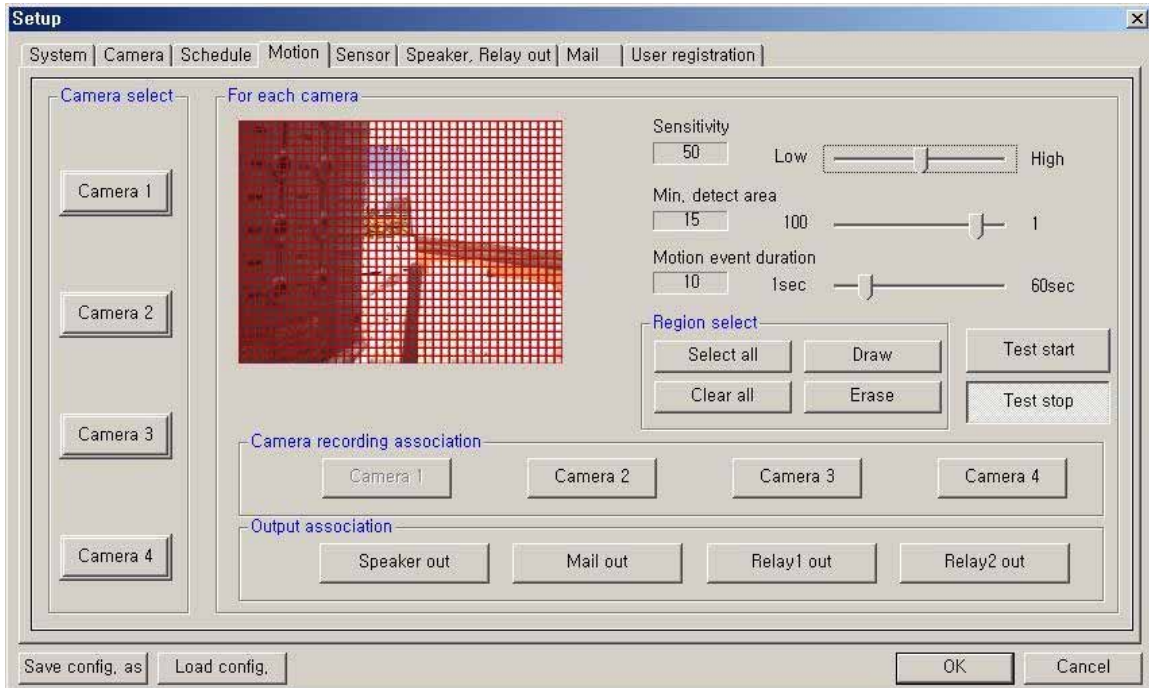 Setup
System Camera Schedule Motion Sensor Speaker, Relay out Mail User registration
Camera select
Camera 1
Camera 2
Camera 3
Camera 4
For each camera
Sensitivity
50 Low High
Min, detect area
15 100 1
Motion event duration
10 1sec 60sec
Region select
Select all Draw
Clear all Erase
Test start
Test stop
Camera recording association
Camera 1 Camera 2 Camera 3 Camera 4
Output association
Speaker out Mail out Relay1 out Relay2 out
Save config, as Load config, OK Cancel